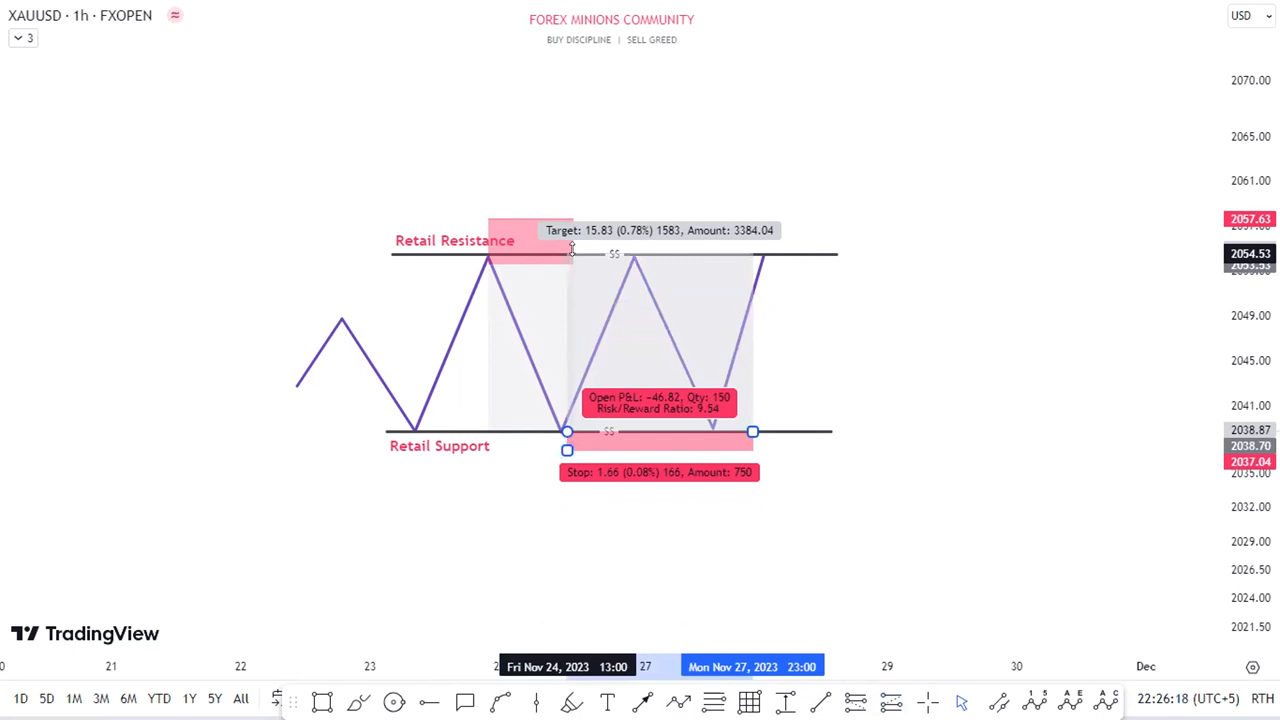 XAUUSD · 1h · FXOPEN
3
FOREX MINIONS COMMUNITY
BUY DISCIPLINE | SELL GREED
USD
2070.00
2065.00
2061.00
2057.63
2054.53
2053.53
2049.00
2045.00
2041.00
2038.87
2038.70
2037.04
2035.00
2032.00
2029.00
2026.50
2024.00
2021.50
Retail Resistance
Target: 15.83 (0.78%) 1583, Amount: 3384.04
$$
Open P&L: −46.82, Qty: 150
Risk/Reward Ratio: 9.54
$$
Retail Support
Stop: 1.66 (0.08%) 166, Amount: 750
TradingView
21 22 23 Fri Nov 24, 2023 13:00 27 Mon Nov 27, 2023 23:00 29 30 Dec
1D 5D 1M 3M 6M YTD 1Y 5Y All
22:26:18 (UTC+5) RTH